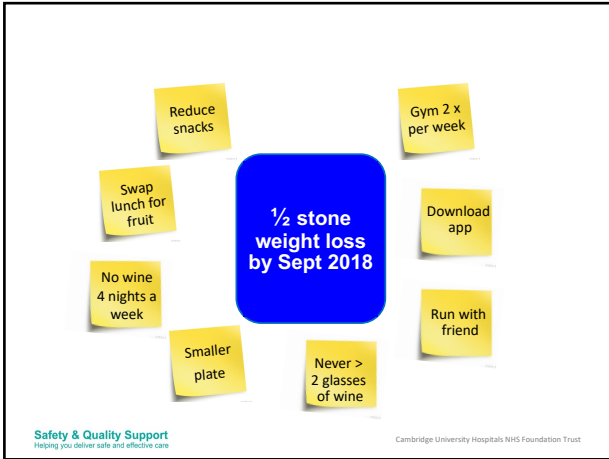 Reduce
snacks
Gym 2 x
per week
Swap
lunch for
fruit
½ stone
weight loss
by Sept 2018
Download
app
No wine
4 nights a
week
Run with
friend
Smaller
plate
Never >
2 glasses
of wine
Safety & Quality Support
Helping you deliver safe and effective care
Cambridge University Hospitals NHS Foundation Trust